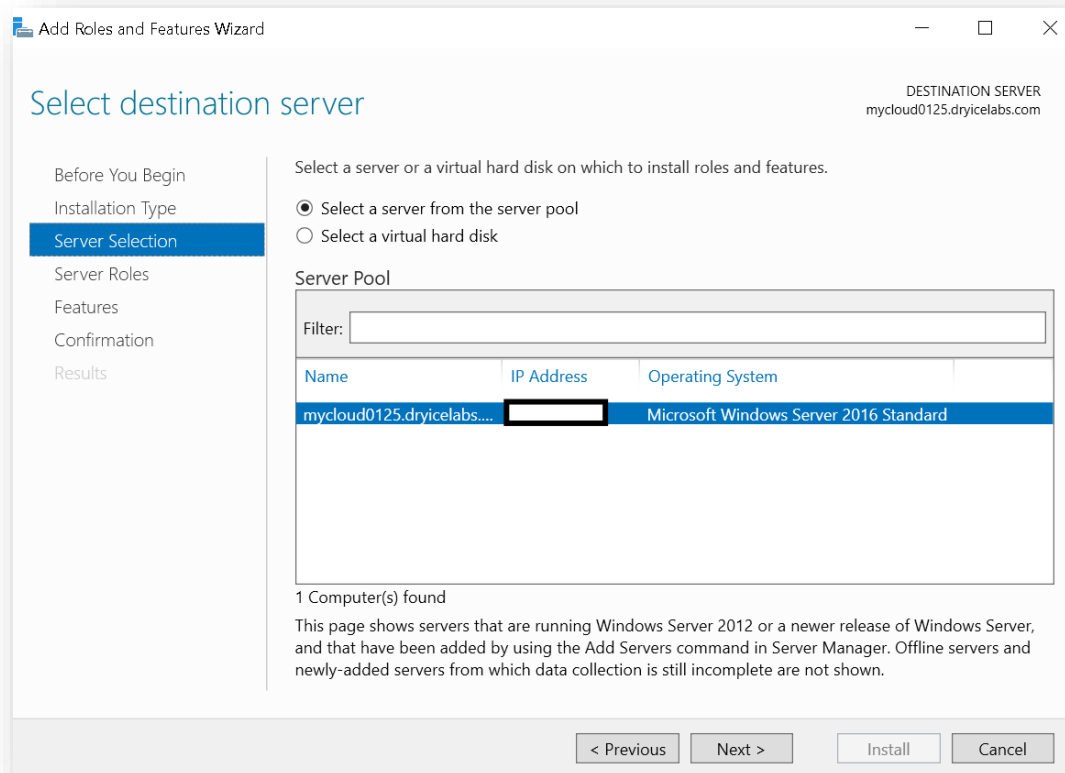 Add Roles and Features Wizard
Select destination server
DESTINATION SERVER
mycloud0125.dryicelabs.com
Before You Begin
Installation Type
Server Selection
Server Roles
Features
Confirmation
Results
Select a server or a virtual hard disk on which to install roles and features.
Select a server from the server pool
Select a virtual hard disk
Server Pool
Filter:
Name IP Address Operating System
mycloud0125.dryicelabs.... Microsoft Windows Server 2016 Standard
1 Computer(s) found
This page shows servers that are running Windows Server 2012 or a newer release of Windows Server,
and that have been added by using the Add Servers command in Server Manager. Offline servers and
newly-added servers from which data collection is still incomplete are not shown.
< Previous Next > Install Cancel